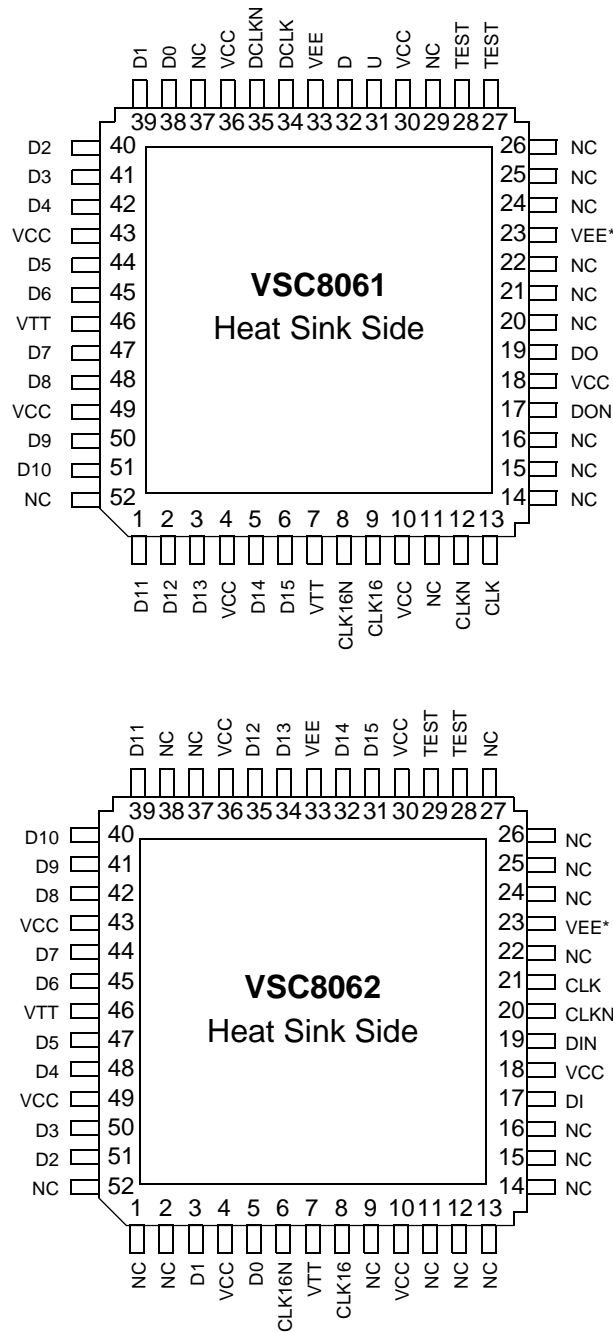 D1 D0 NC VCC DCLKN DCLK VEE D U VCC NC TEST TEST
39 38 37 36 35 34 33 32 31 30 29 28 27
D2 40 26 NC
D3 41 25 NC
D4 42 24 NC
VCC 43 23 VEE*
D5 44 22 NC
D6 45 21 NC
VTT 46 20 NC
D7 47 19 DO
D8 48 18 VCC
VCC 49 17 DON
D9 50 16 NC
D10 51 15 NC
NC 52 14 NC
VSC8061
Heat Sink Side
1 2 3 4 5 6 7 8 9 10 11 12 13
D11 D12 D13 VCC D14 D15 VTT CLK16N CLK16 VCC NC CLKN CLK
D11 NC NC VCC D12 D13 VEE D14 D15 VCC TEST TEST NC
39 38 37 36 35 34 33 32 31 30 29 28 27
D10 40 26 NC
D9 41 25 NC
D8 42 24 NC
VCC 43 23 VEE*
D7 44 22 NC
D6 45 21 CLK
VTT 46 20 CLKN
D5 47 19 DIN
D4 48 18 VCC
VCC 49 17 DI
D3 50 16 NC
D2 51 15 NC
NC 52 14 NC
VSC8062
Heat Sink Side
1 2 3 4 5 6 7 8 9 10 11 12 13
NC NC D1 VCC D0 CLK16N VTT CLK16 NC VCC NC NC NC